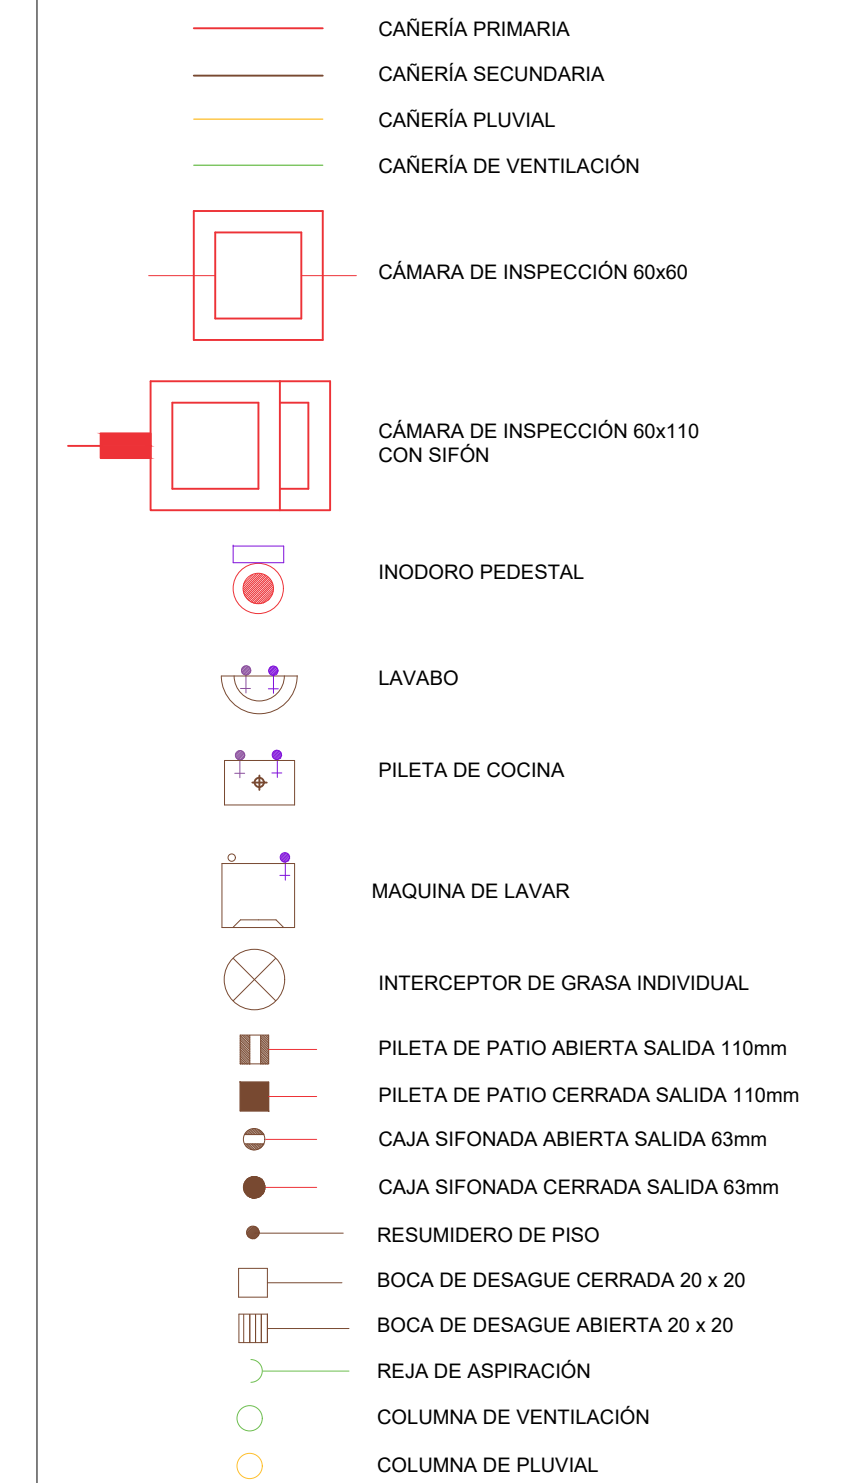 CAÑERÍA PRIMARIA
CAÑERÍA SECUNDARIA
CAÑERÍA PLUVIAL
CAÑERÍA DE VENTILACIÓN
CÁMARA DE INSPECCIÓN 60x60
CÁMARA DE INSPECCIÓN 60x110
CON SIFÓN
INODORO PEDESTAL
LAVABO
PILETA DE COCINA
MAQUINA DE LAVAR
INTERCEPTOR DE GRASA INDIVIDUAL
PILETA DE PATIO ABIERTA SALIDA 110mm
PILETA DE PATIO CERRADA SALIDA 110mm
CAJA SIFONADA ABIERTA SALIDA 63mm
CAJA SIFONADA CERRADA SALIDA 63mm
RESUMIDERO DE PISO
BOCA DE DESAGUE CERRADA 20 x 20
BOCA DE DESAGUE ABIERTA 20 x 20
REJA DE ASPIRACIÓN
COLUMNA DE VENTILACIÓN
COLUMNA DE PLUVIAL